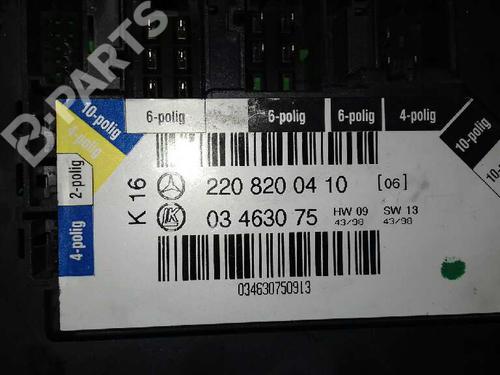 B-PARTS
10-polig
4-polig
2-polig
4-polig
6-polig
6-polig
6-polig
4-polig
10-polig
10-polig
K 16
220 820 04 10 [06]
03 4630 75 HW 09 SW 13
43/98 43/98
034630750913